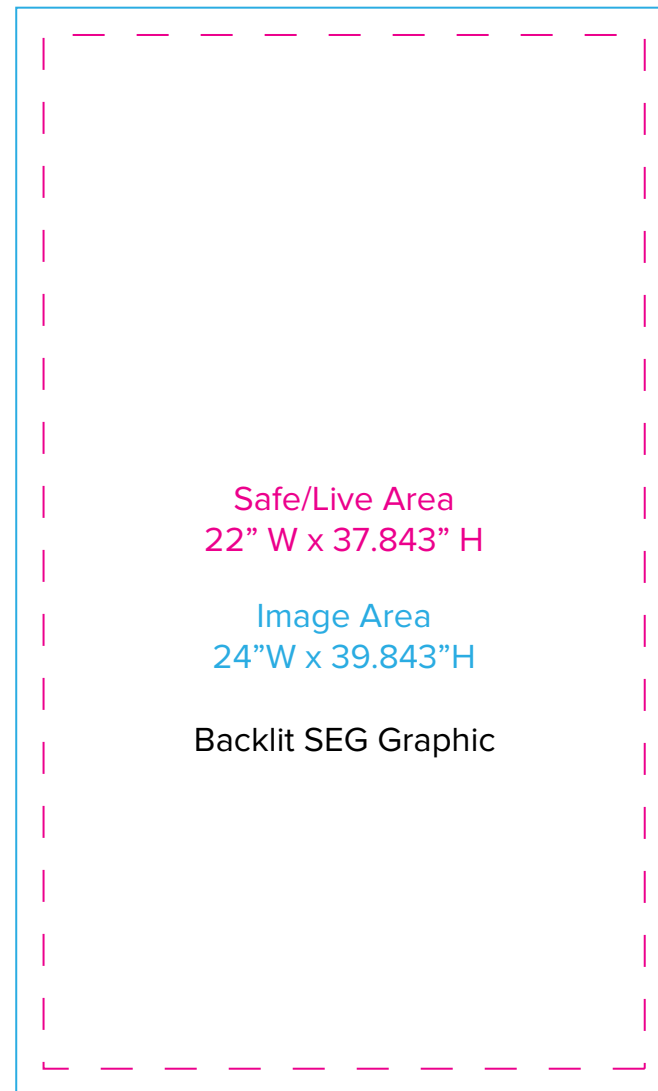 Safe/Live Area
22” W x 37.843” H
Image Area
24”W x 39.843”H
Backlit SEG Graphic